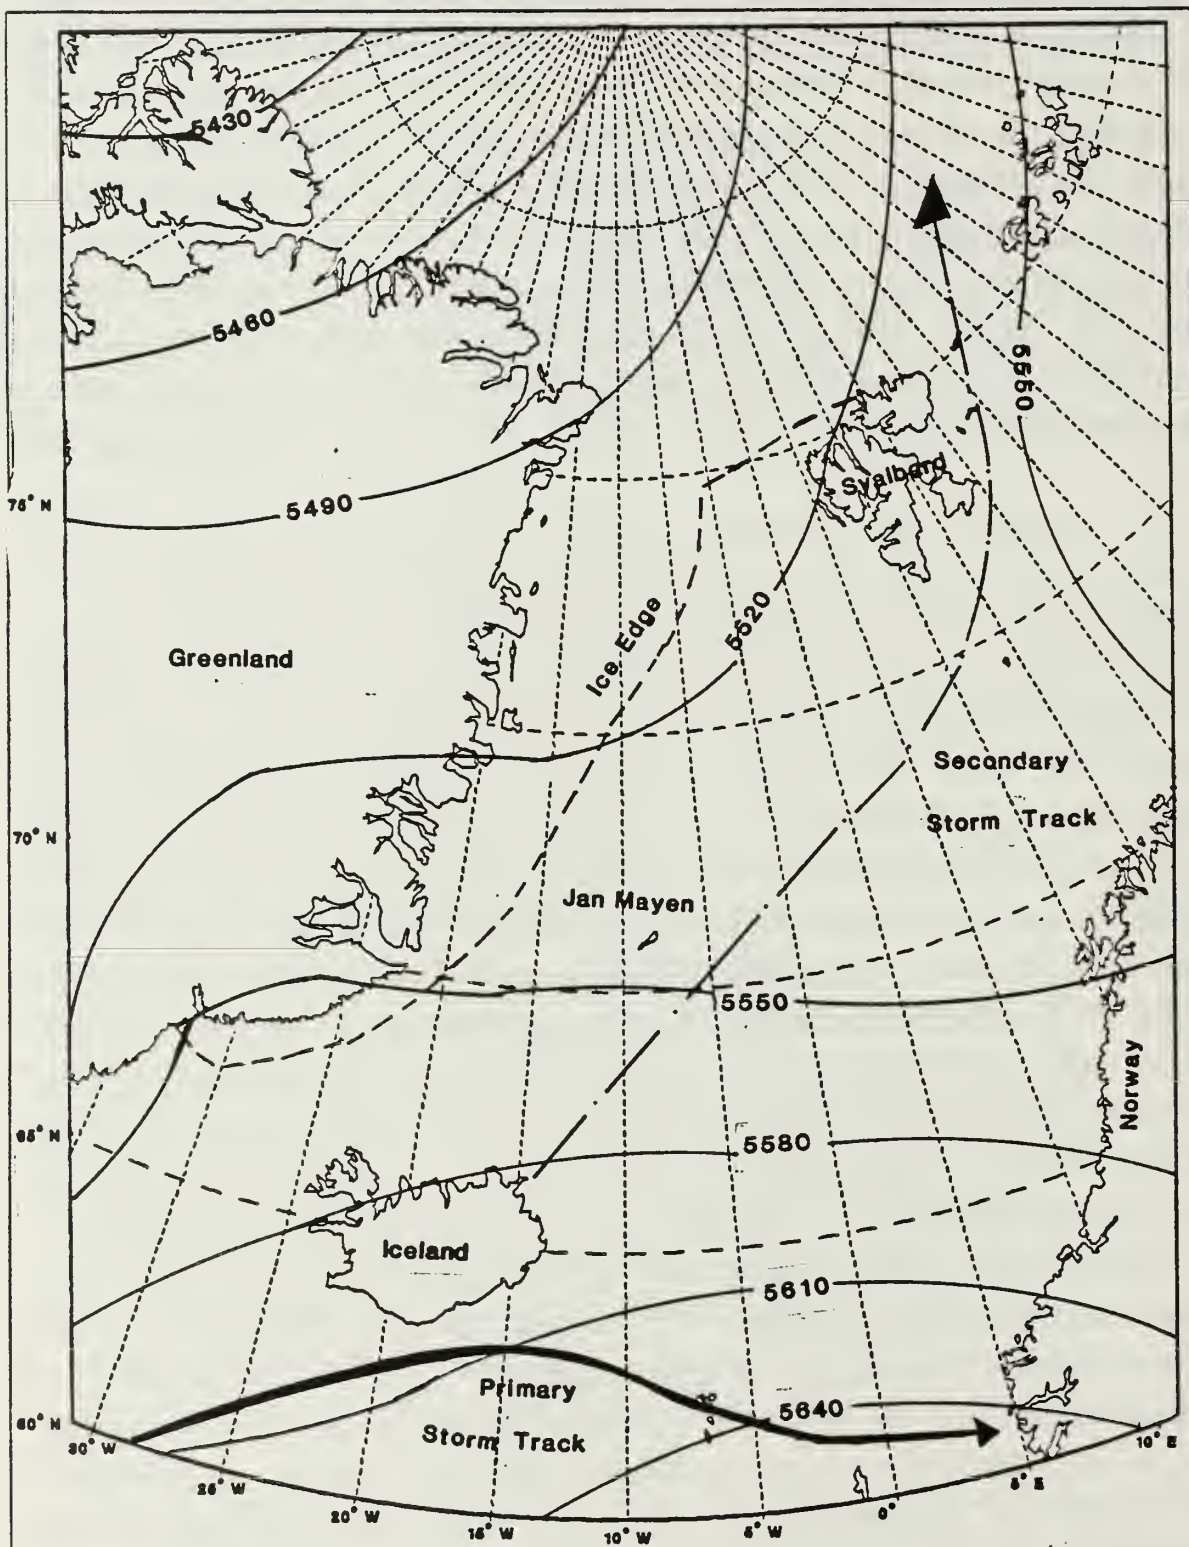 5430
5460
5550
Svalbard
75° N
5490
Ice Edge
5520
Greenland
Secondary
Storm Track
70° N
Jan Mayen
5550
Norway
65° N
5580
Iceland
5610
Primary
Storm Track
5640
60° N
30° W
25° W
20° W
15° W
10° W
5° W
0°
5° E
10° E